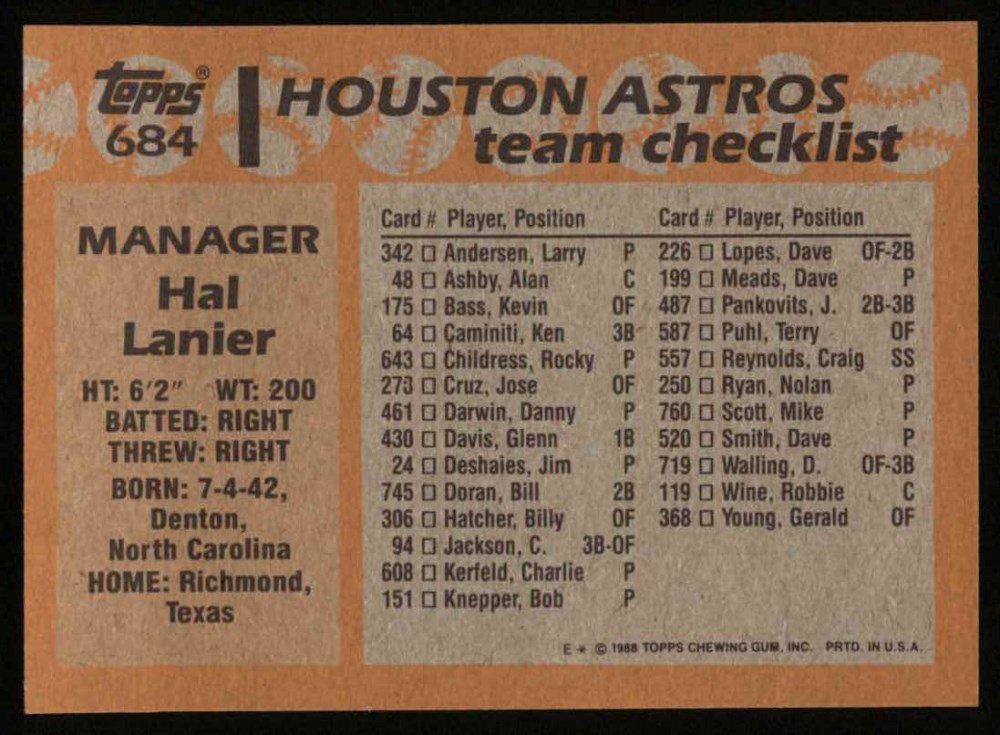 topps®
684
HOUSTON ASTROS
team checklist
MANAGER
Hal
Lanier
HT: 6'2" WT: 200
BATTED: RIGHT
THREW: RIGHT
BORN: 7-4-42,
Denton,
North Carolina
HOME: Richmond,
Texas
Card # Player, Position
342 □ Andersen, Larry P
48 □ Ashby, Alan C
175 □ Bass, Kevin OF
64 □ Caminiti, Ken 3B
643 □ Childress, Rocky P
273 □ Cruz, Jose OF
461 □ Darwin, Danny P
430 □ Davis, Glenn 1B
24 □ Deshaies, Jim P
745 □ Doran, Bill 2B
306 □ Hatcher, Billy OF
94 □ Jackson, C. 3B-OF
608 □ Kerfeld, Charlie P
151 □ Knepper, Bob P
Card # Player, Position
226 □ Lopes, Dave OF-2B
199 □ Meads, Dave P
487 □ Pankovits, J. 2B-3B
587 □ Puhl, Terry OF
557 □ Reynolds, Craig SS
250 □ Ryan, Nolan P
760 □ Scott, Mike P
520 □ Smith, Dave P
719 □ Walling, D. OF-3B
119 □ Wine, Robbie C
368 □ Young, Gerald OF
E * © 1988 TOPPS CHEWING GUM, INC. PRTD. IN U.S.A.